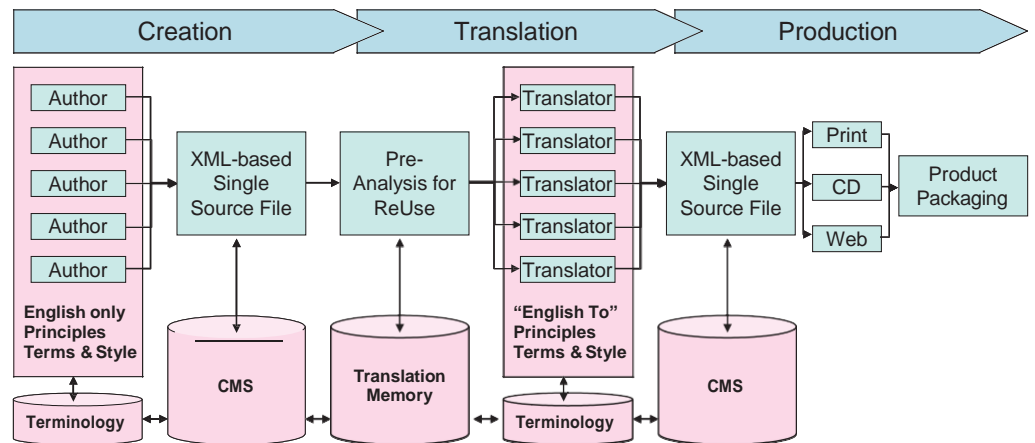 Creation
Translation
Production
Author
Author
Author
Author
Author
English only
Principles
Terms & Style
Terminology
XML-based
Single
Source File
CMS
Pre-
Analysis for
ReUse
Translation
Memory
Translator
Translator
Translator
Translator
Translator
“English To”
Principles
Terms & Style
Terminology
XML-based
Single
Source File
CMS
Print
CD
Web
Product
Packaging